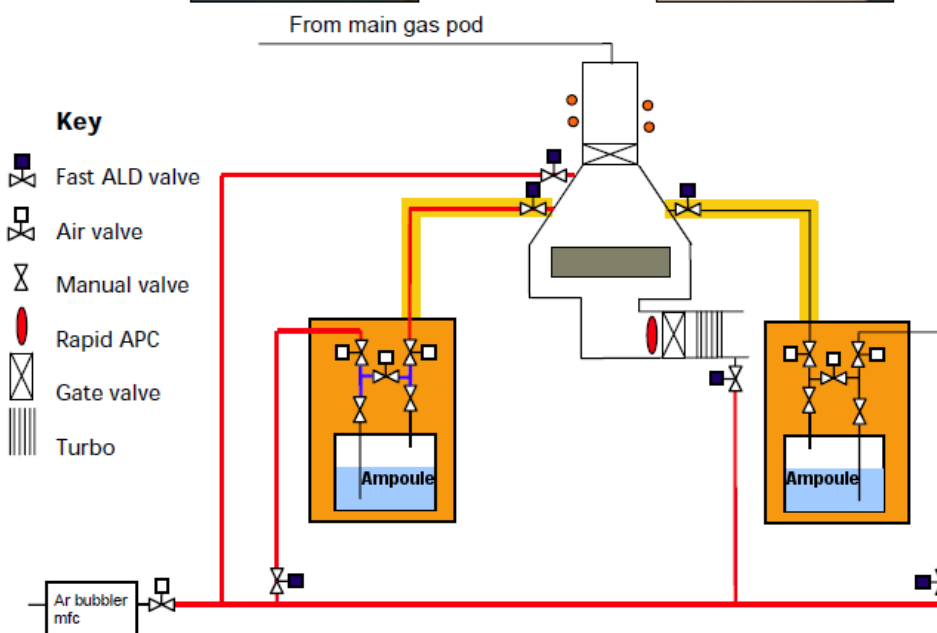 From main gas pod
Key
Fast ALD valve
Air valve
Manual valve
Rapid APC
Gate valve
Turbo
Ampoule
Ampoule
Ar bubbler
mfc